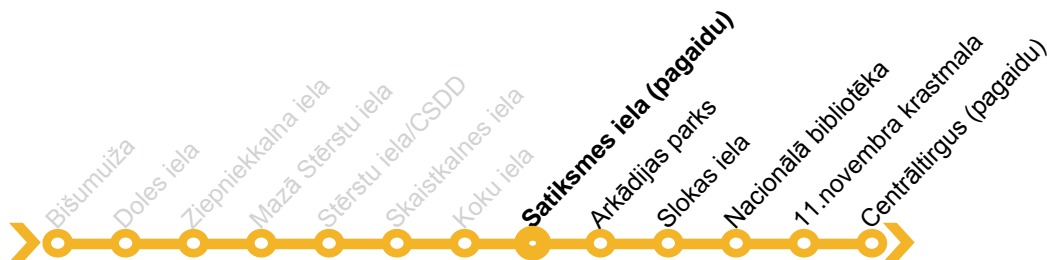 Bišumuiža
Doles iela
Ziepniekkalna iela
Mazā Stērstu iela
Stērstu iela/CSDD
Skaistkalnes iela
Koku iela
Satiksmes iela (pagaidu)
Arkādijas parks
Slokas iela
Nacionālā bibliotēka
11.novembra krastmala
Centrāltirgus (pagaidu)